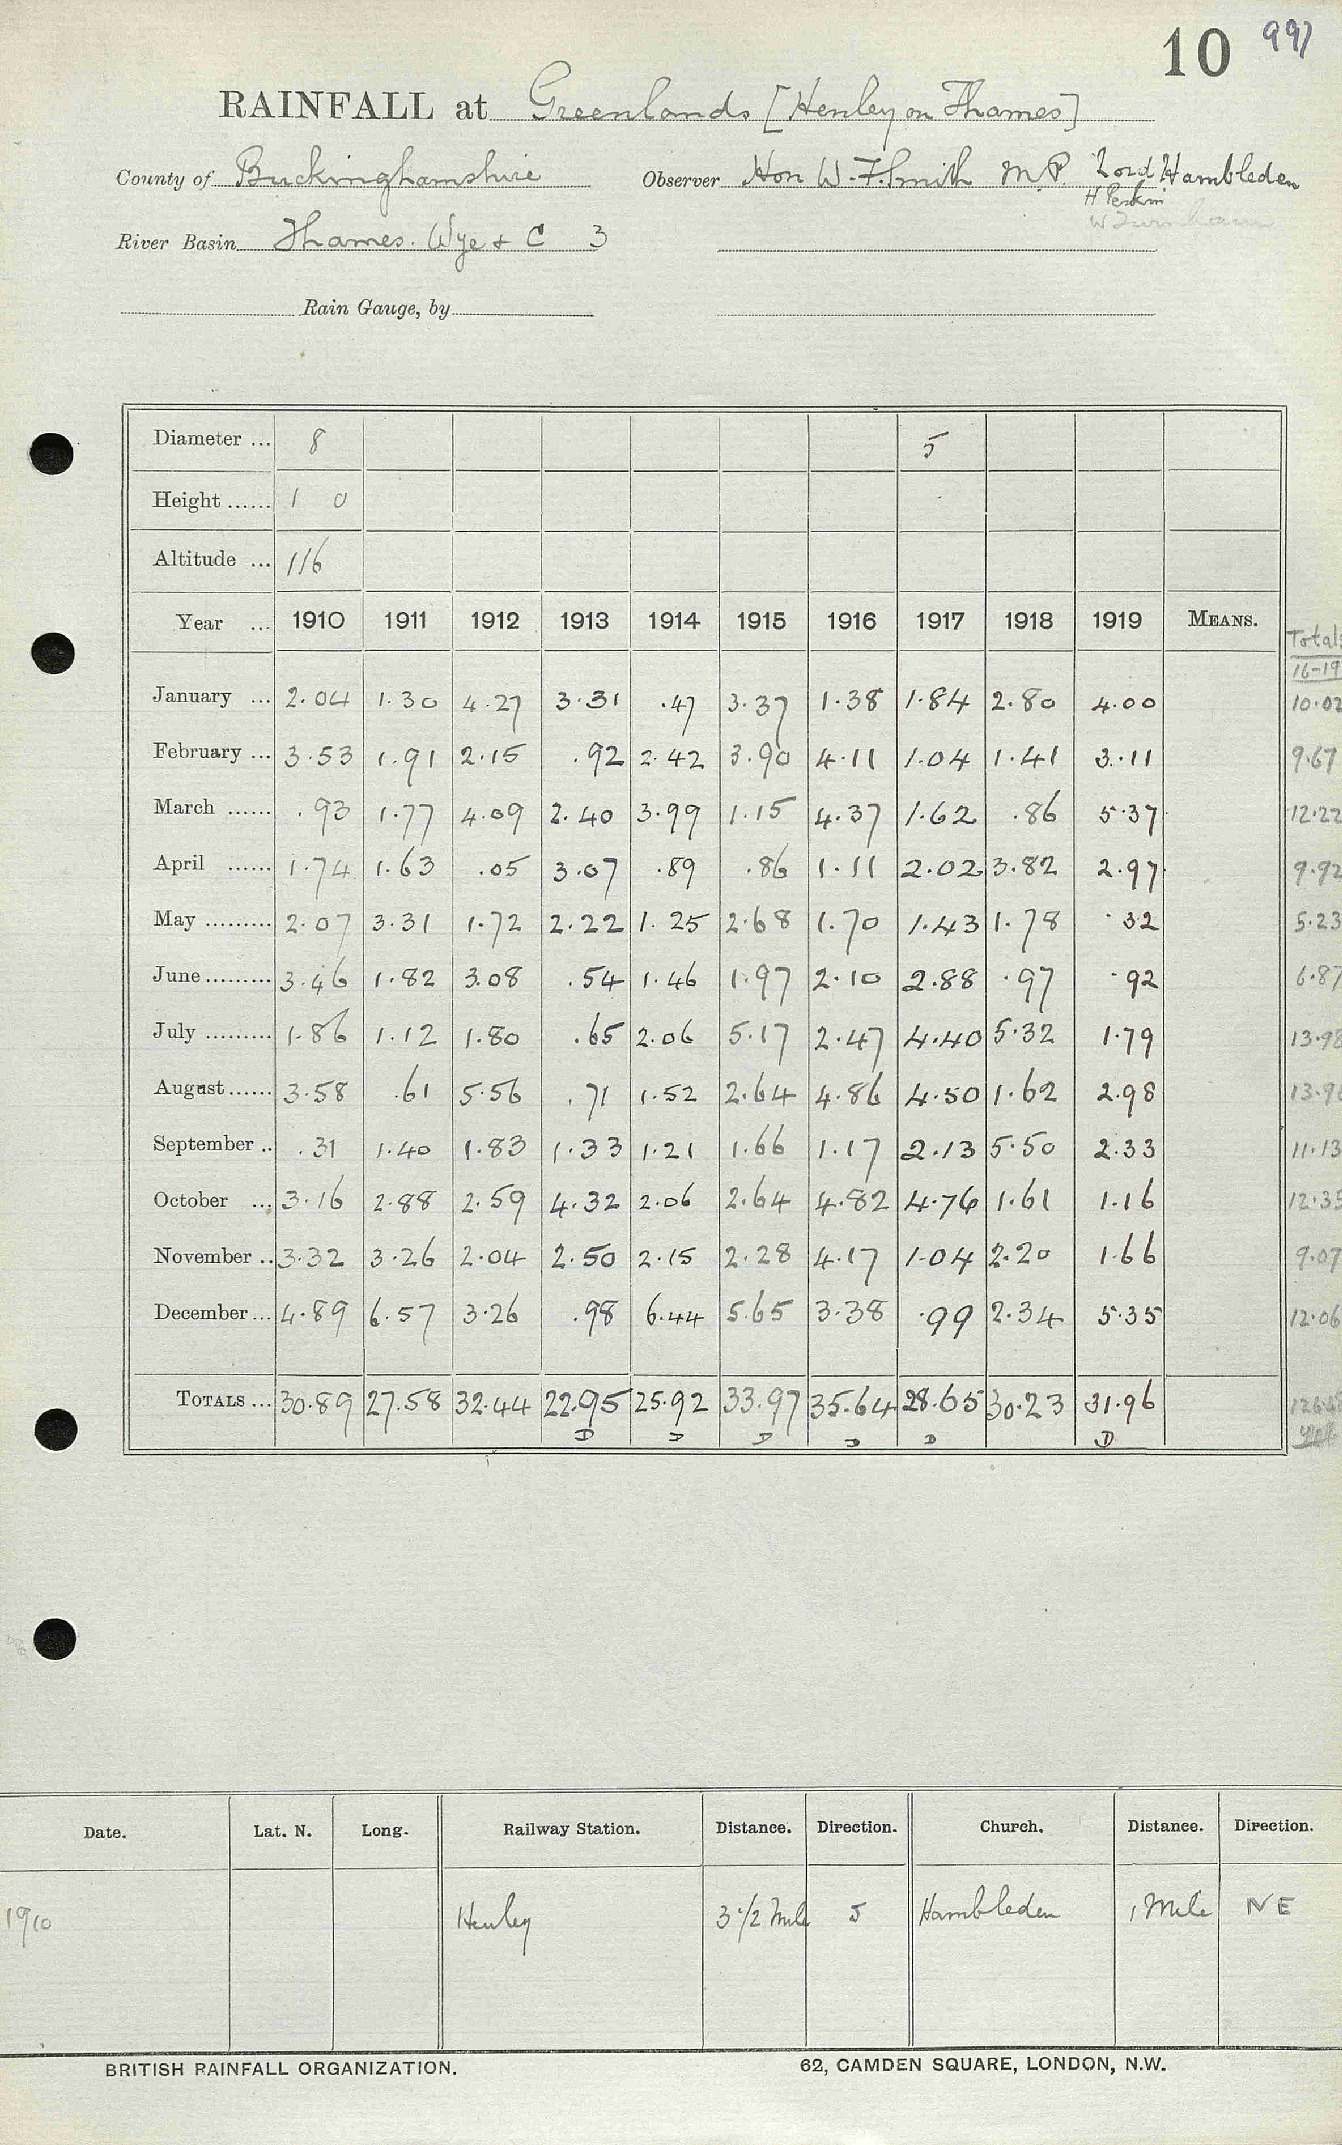 10 997
RAINFALL at Greenlands [Henley on Thames]
County of Buckinghamshire Observer Hon W. F. Smith M.P. Lord Hambleden
H Perkin
River Basin Thames. Wye & C 3
Rain Gauge, by
Diameter ... 8 5
Height ...... 1 0
Altitude ... 116
Year ... 1910 1911 1912 1913 1914 1915 1916 1917 1918 1919 MEANS.
Totals
16-19
January ... 2.04 1.30 4.27 3.31 .47 3.37 1.38 1.84 2.80 4.00 10.02
February ... 3.53 1.91 2.15 .92 2.42 3.90 4.11 1.04 1.41 3.11 9.67
March ...... .93 1.77 4.09 2.40 3.99 1.15 4.37 1.62 .86 5.37 12.22
April ...... 1.74 1.63 .05 3.07 .89 .86 1.11 2.02 3.82 2.97 9.92
May ......... 2.07 3.31 1.72 2.22 1.25 2.68 1.70 1.43 1.78 .32 5.23
June ......... 3.46 1.82 3.08 .54 1.46 1.97 2.10 2.88 .97 .92 6.87
July ......... 1.86 1.12 1.80 .65 2.06 5.17 2.47 4.40 5.32 1.79 13.98
August ...... 3.58 .61 5.56 .71 1.52 2.64 4.86 4.50 1.62 2.98 13.96
September .. .31 1.40 1.83 1.33 1.21 1.66 1.17 2.13 5.50 2.33 11.13
October ... 3.16 2.88 2.59 4.32 2.06 2.64 4.82 4.76 1.61 1.16 12.35
November .. 3.32 3.26 2.04 2.50 2.15 2.28 4.17 1.04 2.20 1.66 9.07
December ... 4.89 6.57 3.26 .98 6.44 5.65 3.38 .99 2.34 5.35 12.06
TOTALS ... 30.89 27.58 32.44 22.95 25.92 33.97 35.64 28.65 30.23 31.96
D D D D D D
Date. Lat. N. Long. Railway Station. Distance. Direction. Church. Distance. Direction.
1910 Henley 3 1/2 Mile S Hambleden 1 Mile NE
BRITISH RAINFALL ORGANIZATION. 62, CAMDEN SQUARE, LONDON, N.W.